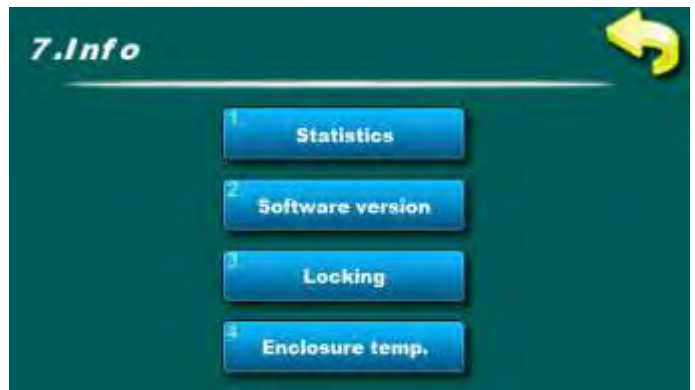 7.Info
1
Statistics
2
Software version
3
Locking
4
Enclosure temp.